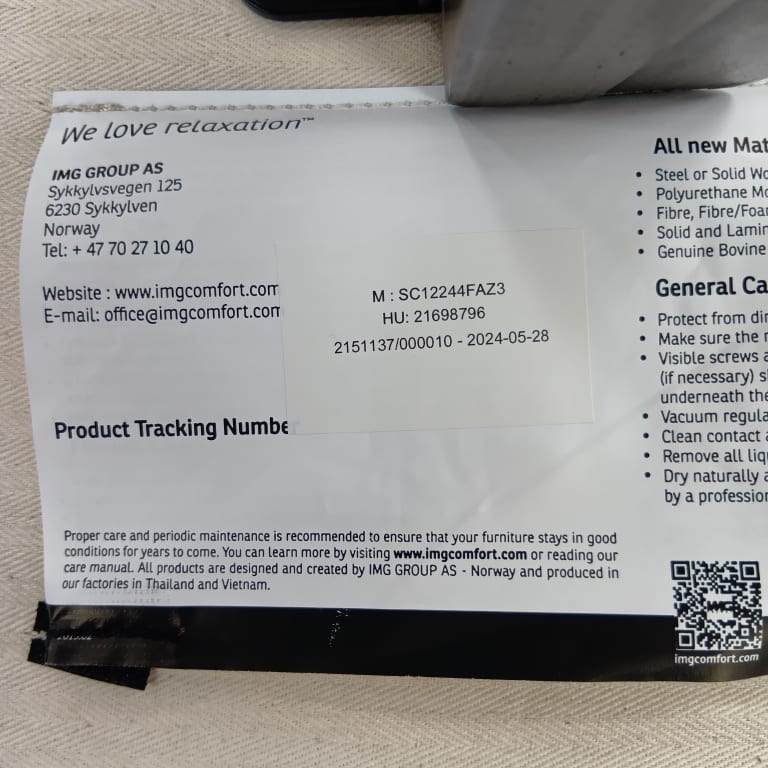 We love relaxation™
IMG GROUP AS
Sykkylvsvegen 125
6230 Sykkylven
Norway
Tel: + 47 70 27 10 40
Website : www.imgcomfort.com
E-mail: office@imgcomfort.com
M : SC12244FAZ3
HU: 21698796
2151137/000010 - 2024-05-28
Product Tracking Numbe
Proper care and periodic maintenance is recommended to ensure that your furniture stays in good
conditions for years to come. You can learn more by visiting www.imgcomfort.com or reading our
care manual. All products are designed and created by IMG GROUP AS - Norway and produced in
our factories in Thailand and Vietnam.
All new Mat
• Steel or Solid Wo
• Polyurethane Mo
• Fibre, Fibre/Foa
• Solid and Lamin
• Genuine Bovine
General Ca
• Protect from dir
• Make sure the
• Visible screws a
(if necessary) s
underneath the
• Vacuum regula
• Clean contact a
• Remove all liq
• Dry naturally a
by a profession
imgcomfort.com